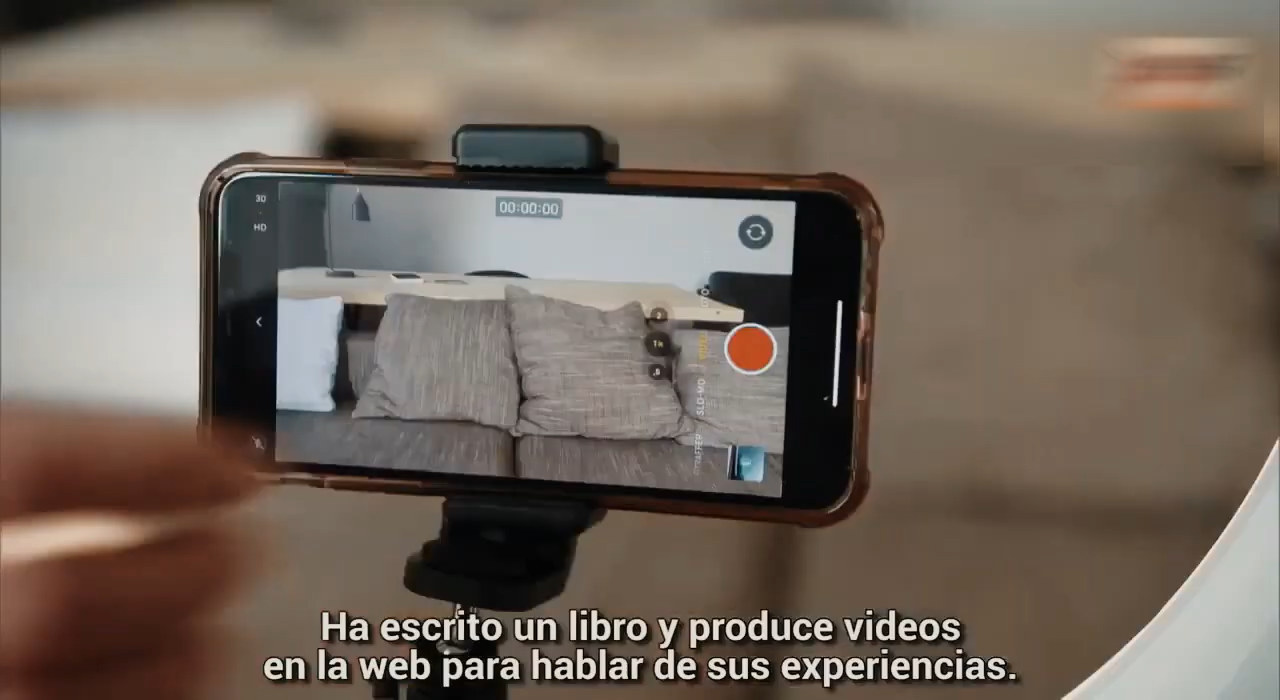 3D
HD
00:00:00
SLO-MO
Ha escrito un libro y produce videos
en la web para hablar de sus experiencias.